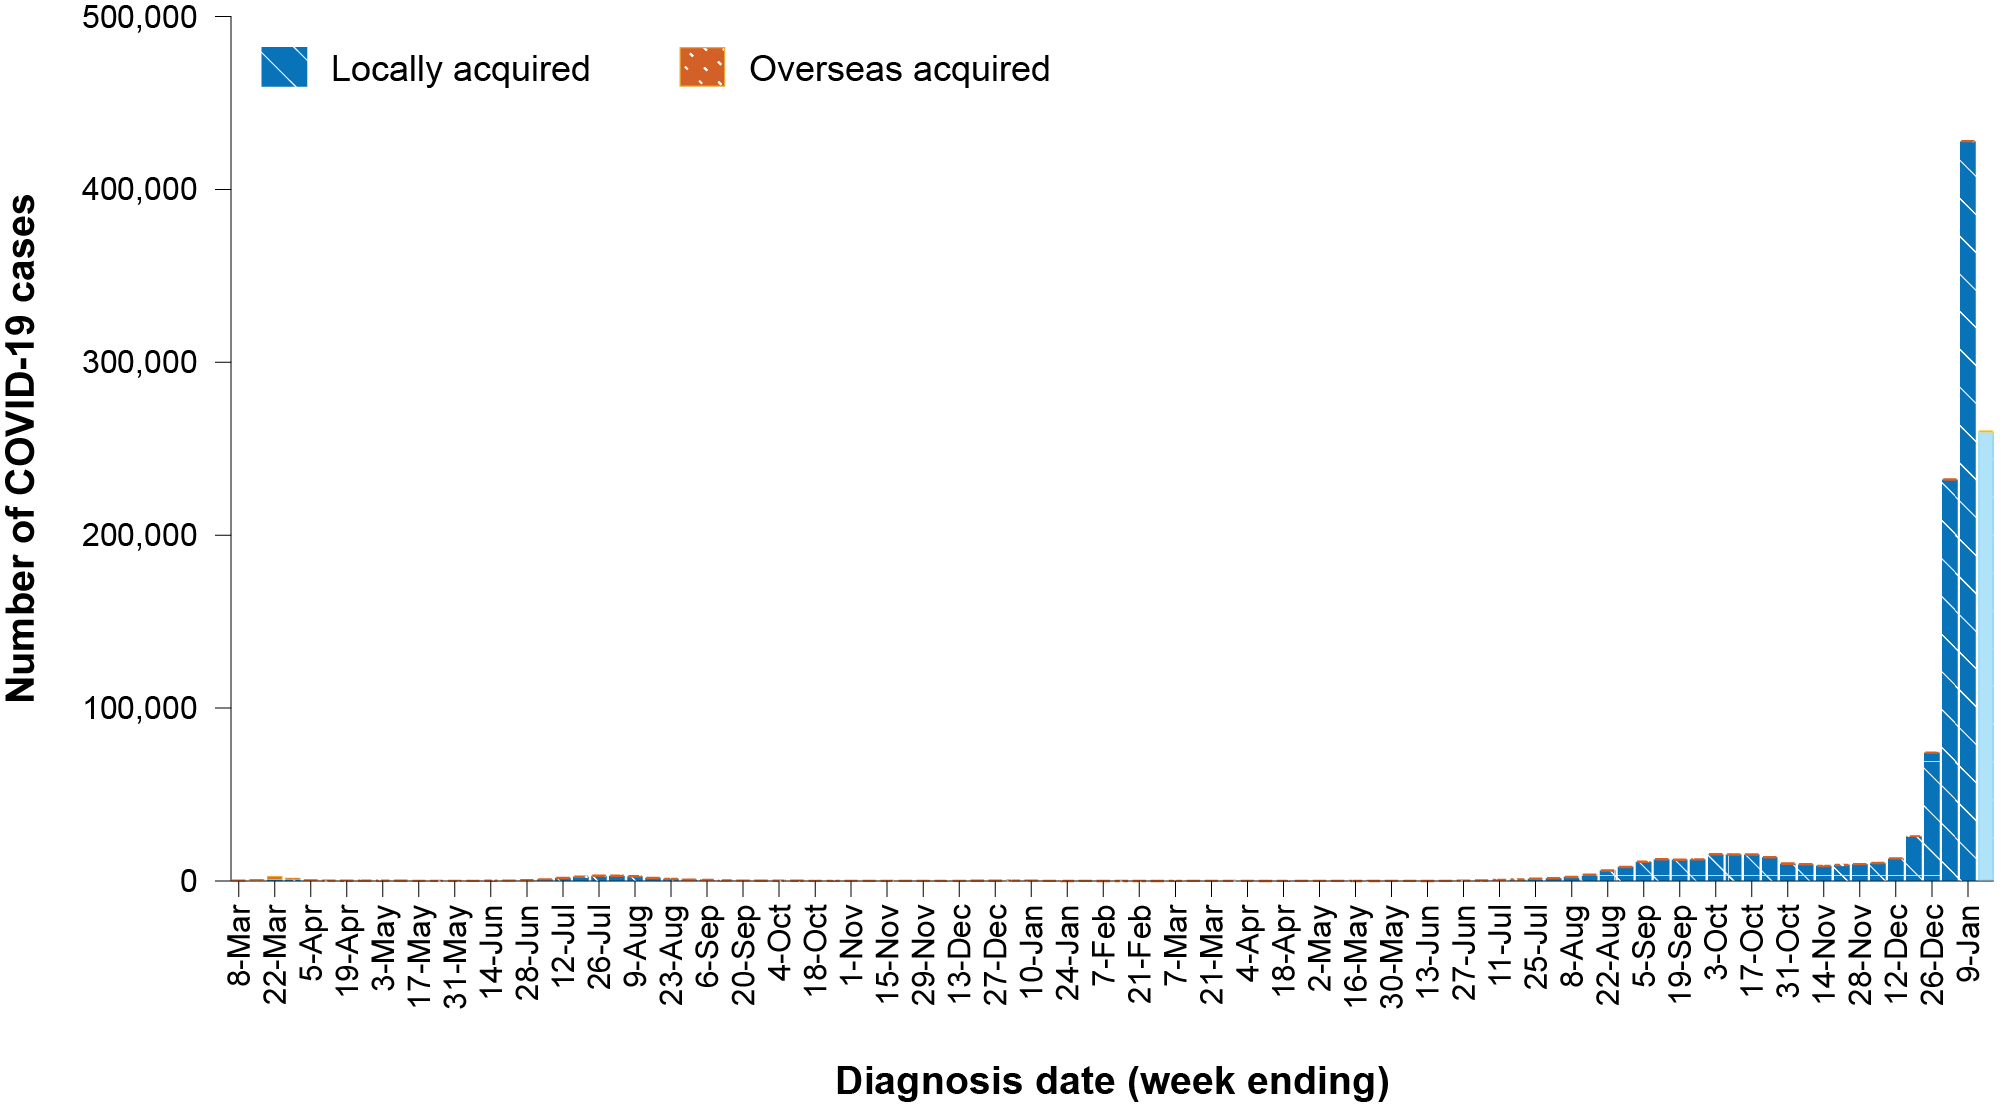 500,000
Locally acquired
Overseas acquired
400,000
300,000
200,000
100,000
0
Number of COVID-19 cases
8-Mar
22-Mar
5-Apr
19-Apr
3-May
17-May
31-May
14-Jun
28-Jun
12-Jul
26-Jul
9-Aug
23-Aug
6-Sep
20-Sep
4-Oct
18-Oct
1-Nov
15-Nov
29-Nov
13-Dec
27-Dec
10-Jan
24-Jan
7-Feb
21-Feb
7-Mar
21-Mar
4-Apr
18-Apr
2-May
16-May
30-May
13-Jun
27-Jun
11-Jul
25-Jul
8-Aug
22-Aug
5-Sep
19-Sep
3-Oct
17-Oct
31-Oct
14-Nov
28-Nov
12-Dec
26-Dec
9-Jan
Diagnosis date (week ending)